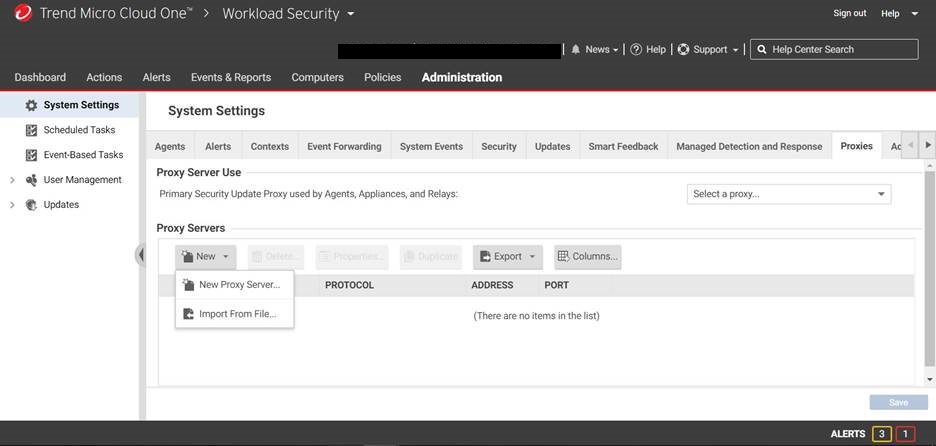 Trend Micro Cloud One™ > Workload Security
Sign out Help
News Help Support Help Center Search
Dashboard Actions Alerts Events & Reports Computers Policies Administration
System Settings
Scheduled Tasks
Event-Based Tasks
User Management
Updates
System Settings
Agents Alerts Contexts Event Forwarding System Events Security Updates Smart Feedback Managed Detection and Response Proxies
Proxy Server Use
Primary Security Update Proxy used by Agents, Appliances, and Relays: Select a proxy...
Proxy Servers
New Delete... Properties... Duplicate Export Columns...
New Proxy Server...
Import From File...
PROTOCOL ADDRESS PORT
(There are no items in the list)
Save
ALERTS 3 1